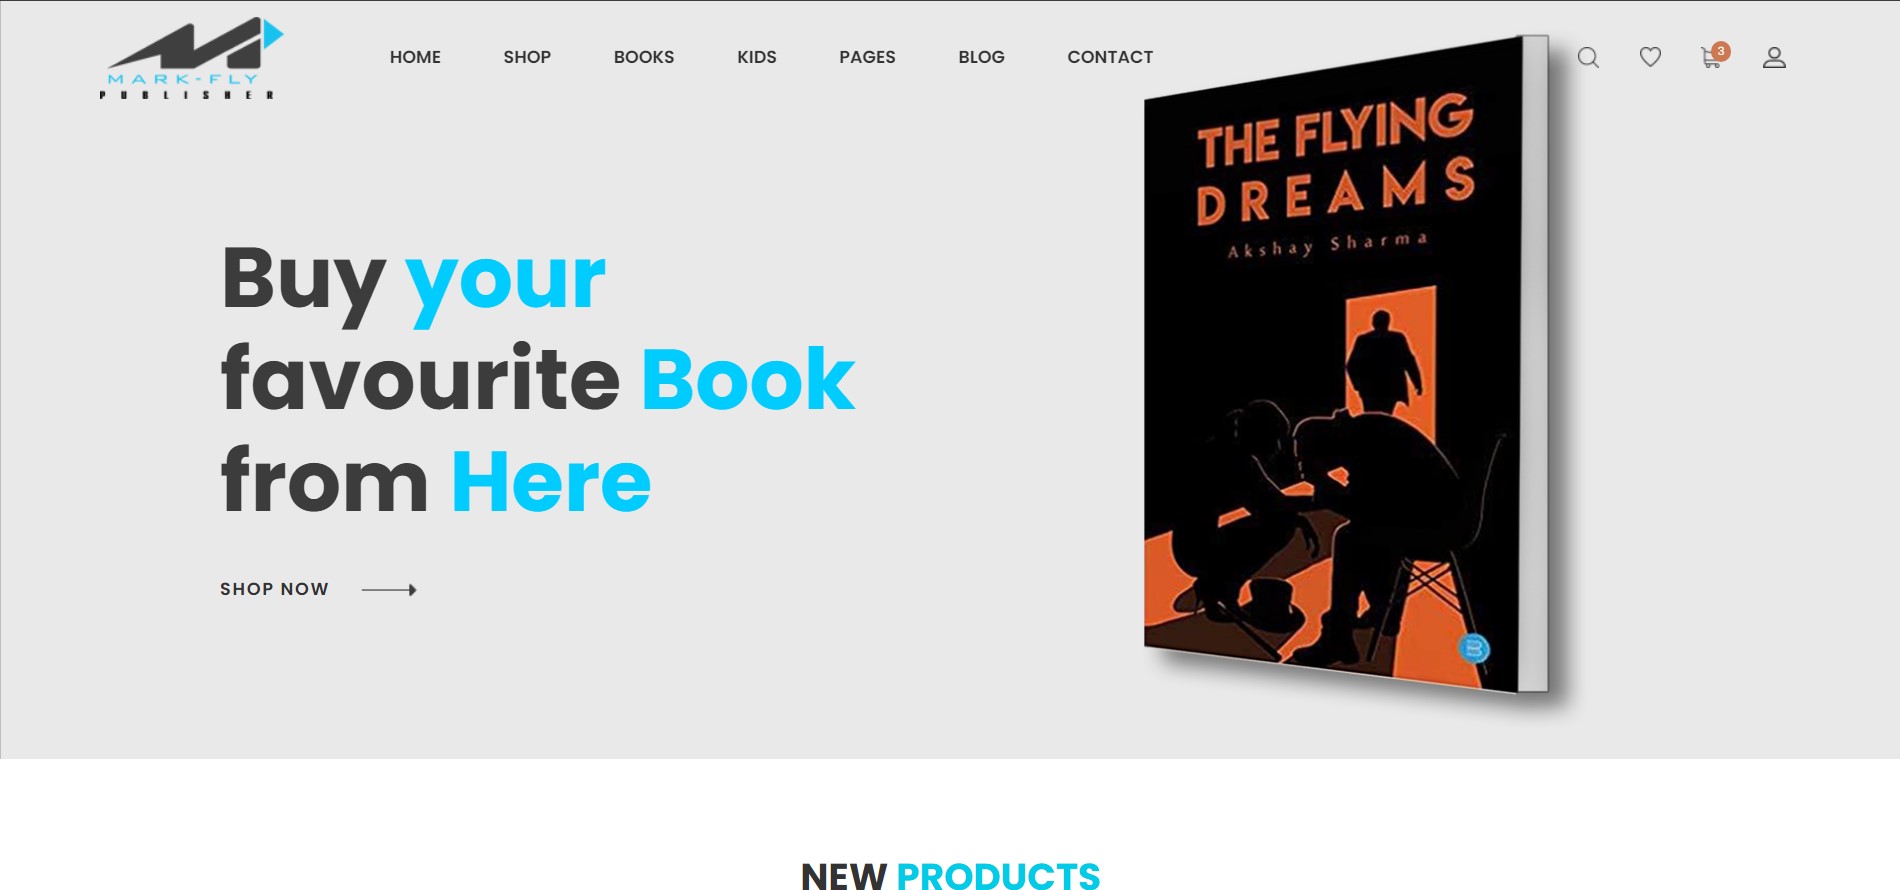 MARK-FLY
PUBLISHER
HOME SHOP BOOKS KIDS PAGES BLOG CONTACT
3
THE FLYING
DREAMS
Akshay Sharma
B
Buy your
favourite Book
from Here
SHOP NOW
NEW PRODUCTS